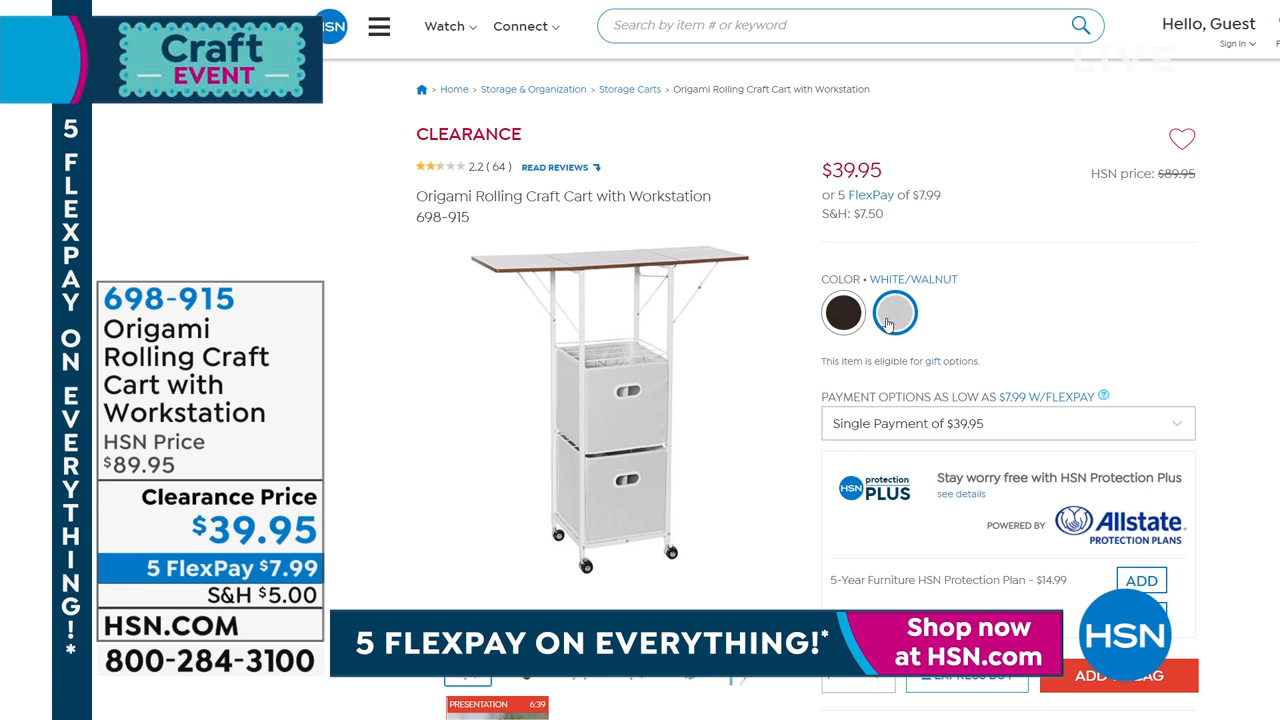 Craft
EVENT
5 FLEXPAY ON EVERYTHING!*
698-915
Origami
Rolling Craft
Cart with
Workstation
HSN Price
$89.95
Clearance Price
$39.95
5 FlexPay $7.99
S&H $5.00
HSN.COM
800-284-3100
HSN
Watch
Connect
Search by item # or keyword
Hello, Guest
Sign In
LIVE
> Home > Storage & Organization > Storage Carts > Origami Rolling Craft Cart with Workstation
CLEARANCE
2.2 ( 64 ) READ REVIEWS
Origami Rolling Craft Cart with Workstation
698-915
$39.95
HSN price: $89.95
or 5 FlexPay of $7.99
S&H: $7.50
COLOR • WHITE/WALNUT
This item is eligible for gift options.
PAYMENT OPTIONS AS LOW AS $7.99 W/FLEXPAY ?
Single Payment of $39.95
HSN protection PLUS
Stay worry free with HSN Protection Plus
see details
POWERED BY Allstate
PROTECTION PLANS
5-Year Furniture HSN Protection Plan - $14.99
ADD
5 FLEXPAY ON EVERYTHING!*
Shop now
at HSN.com
HSN
PRESENTATION 6:39